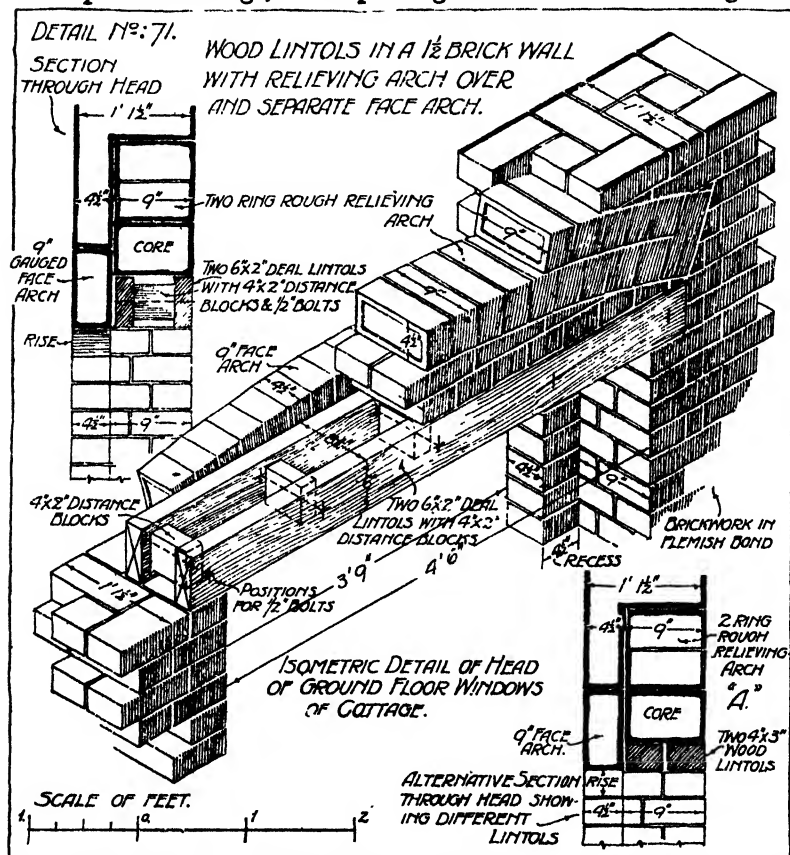 DETAIL Nº: 71.
WOOD LINTOLS IN A 1½ BRICK WALL
WITH RELIEVING ARCH OVER
AND SEPARATE FACE ARCH.
SECTION
THROUGH HEAD
1' 1½"
4½"
9"
TWO RING ROUGH RELIEVING
ARCH
CORE
9"
GAUGED
FACE
ARCH
TWO 6"x2" DEAL LINTOLS
WITH 4"x2" DISTANCE
BLOCKS & ½" BOLTS
RISE
4½"
9"
1' 1½"
9"
9"
4½"
9" FACE
ARCH
4½"
4"x2" DISTANCE
BLOCKS
TWO 6"x2" DEAL
LINTOLS WITH 4"x2"
DISTANCE BLOCKS
4½"
9"
4½"
RECESS
BRICKWORK IN
FLEMISH BOND
1' 1½"
3' 9"
4' 6"
POSITIONS
FOR ½" BOLTS
ISOMETRIC DETAIL OF HEAD
OF GROUND FLOOR WINDOWS
OF COTTAGE.
1' 1½"
4½"
9"
2 RING
ROUGH
RELIEVING
ARCH
"A."
CORE
9" FACE
ARCH.
TWO 4"x3"
WOOD
LINTOLS
ALTERNATIVE SECTION
THROUGH HEAD SHOW-
ING DIFFERENT
LINTOLS
RISE
4½"
9"
SCALE OF FEET.
1
0
1
2